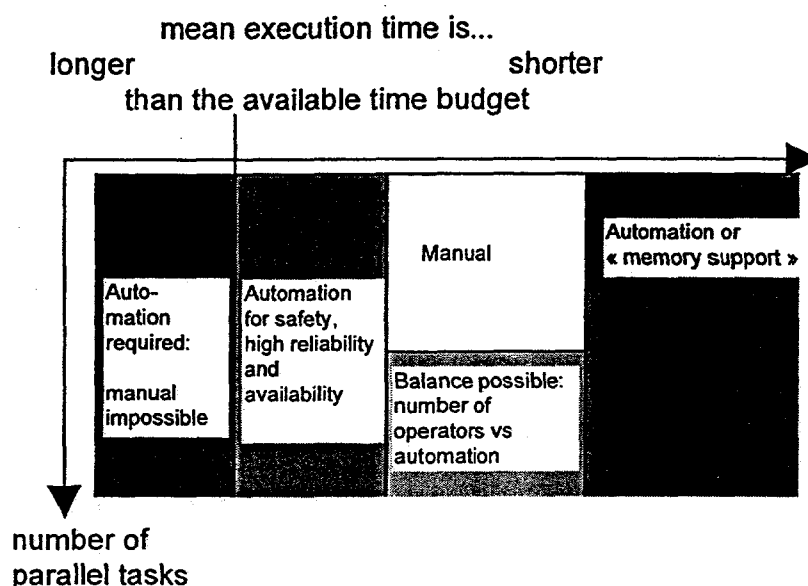 mean execution time is...
longer
shorter
than the available time budget
Auto-
mation
required:
manual
impossible
Automation
for safety,
high reliability
and
availability
Manual
Balance possible:
number of
operators vs
automation
Automation or
« memory support »
number of
parallel tasks